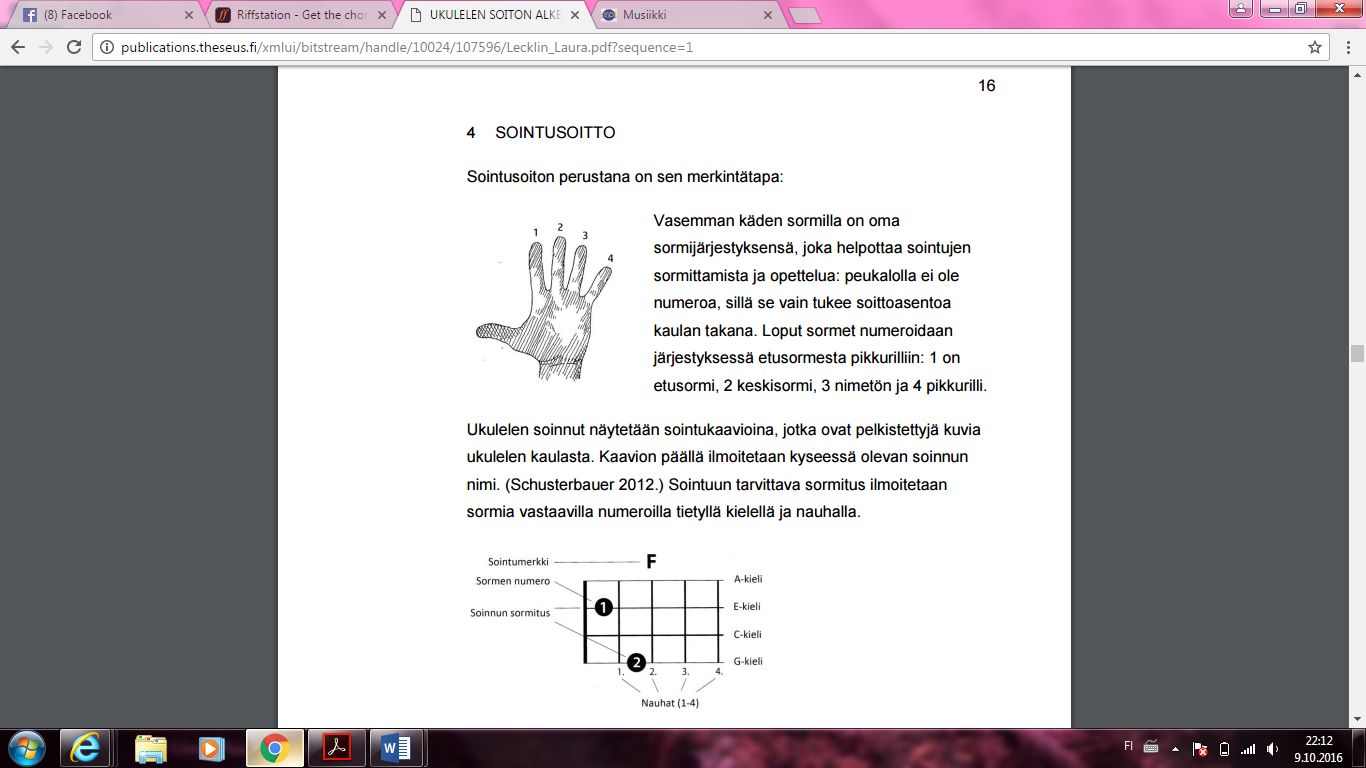 (8) Facebook
Riffstation - Get the chor
UKULELEN SOITON ALKE
Musiikki
publications.theseus.fi/xmlui/bitstream/handle/10024/107596/Lecklin_Laura.pdf?sequence=1
16
4 SOINTUSOITTO
Sointusoiton perustana on sen merkintätapa:
1 2 3 4
Vasemman käden sormilla on oma
sormijärjestyksensä, joka helpottaa sointujen
sormittamista ja opettelua: peukalolla ei ole
numeroa, sillä se vain tukee soittoasentoa
kaulan takana. Loput sormet numeroidaan
järjestyksessä etusormesta pikkurilliin: 1 on
etusormi, 2 keskisormi, 3 nimetön ja 4 pikkurilli.
Ukulelen soinnut näytetään sointukaavioina, jotka ovat pelkistettyjä kuvia
ukulelen kaulasta. Kaavion päällä ilmoitetaan kyseessä olevan soinnun
nimi. (Schusterbauer 2012.) Sointuun tarvittava sormitus ilmoitetaan
sormia vastaavilla numeroilla tietyllä kielellä ja nauhalla.
Sointumerkki F
Sormen numero
Soinnun sormitus
A-kieli
1 E-kieli
C-kieli
2 G-kieli
1. 2. 3. 4.
Nauhat (1-4)
FI
22:12
9.10.2016